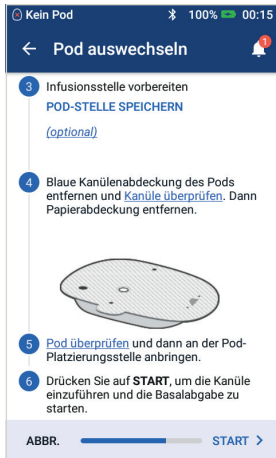 Kein Pod 100% 00:15
Pod auswechseln 1
3 Infusionsstelle vorbereiten
POD-STELLE SPEICHERN
(optional)
4 Blaue Kanülenabdeckung des Pods
entfernen und Kanüle überprüfen. Dann
Papierabdeckung entfernen.
5 Pod überprüfen und dann an der Pod-
Platzierungsstelle anbringen.
6 Drücken Sie auf START, um die Kanüle
einzuführen und die Basalabgabe zu
starten.
ABBR. START